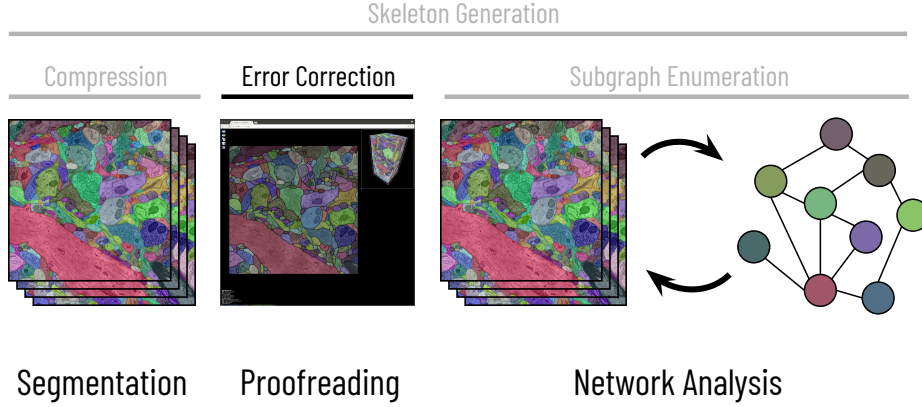 Skeleton Generation
Compression
Error Correction
Subgraph Enumeration
Segmentation
Proofreading
Network Analysis